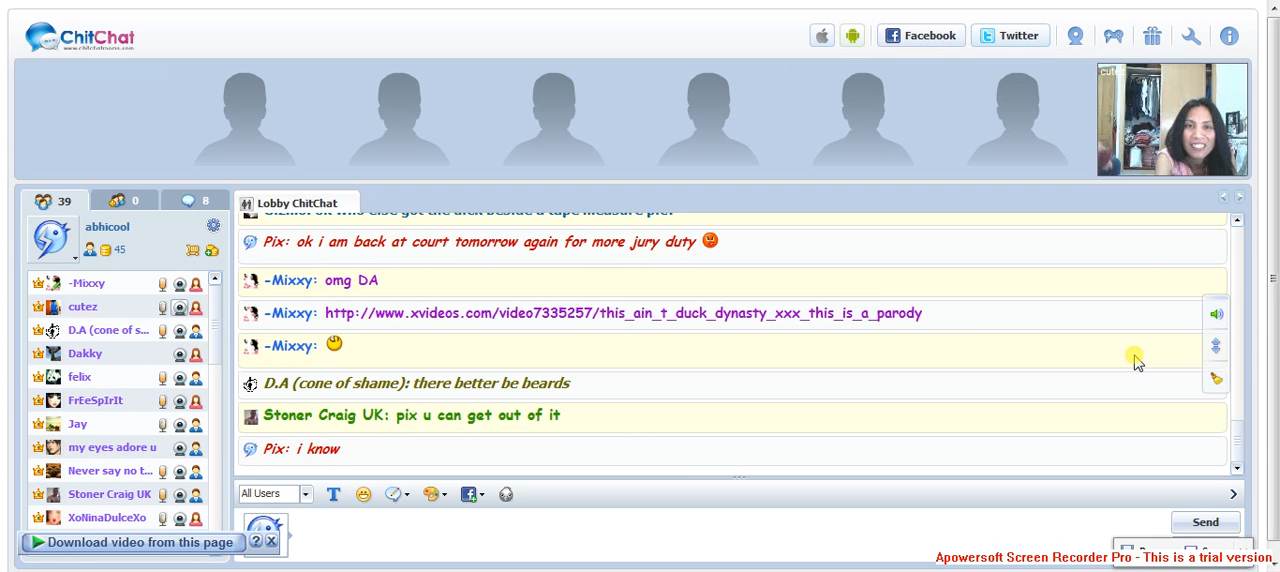 ChitChat
www.chitchatrooms.com
Facebook
Twitter
cute
39
0
8
Lobby ChitChat
abhicool
45
-Mixxy
cutez
D.A (cone of s...
Dakky
felix
FrEeSpIrIt
Jay
my eyes adore u
Never say no t...
Stoner Craig UK
XoNinaDulceXo
Pix: ok i am back at court tomorrow again for more jury duty
-Mixxy: omg DA
-Mixxy: http://www.xvideos.com/video7335257/this_ain_t_duck_dynasty_xxx_this_is_a_parody
-Mixxy:
D.A (cone of shame): there better be beards
Stoner Craig UK: pix u can get out of it
Pix: i know
All Users
Send
Download video from this page
Apowersoft Screen Recorder Pro - This is a trial version